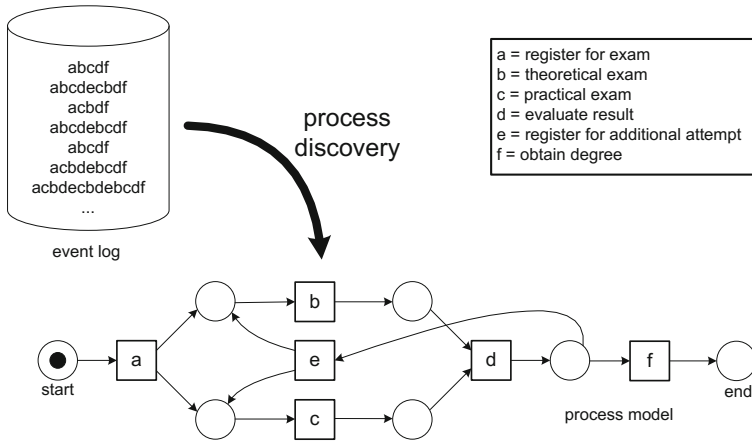 abcdf
abcdecbdf
acbdf
abcdebcdf
abcdf
acbdebcdf
acbdecbdebcdf
...
event log
process
discovery
a = register for exam
b = theoretical exam
c = practical exam
d = evaluate result
e = register for additional attempt
f = obtain degree
b
a
e
d
f
start
c
end
process model